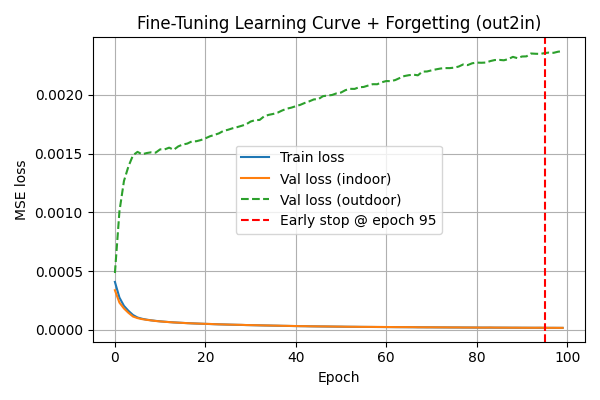 Fine-Tuning Learning Curve + Forgetting (out2in)
MSE loss
0.0020
0.0015
0.0010
0.0005
0.0000
Train loss
Val loss (indoor)
Val loss (outdoor)
Early stop @ epoch 95
0 20 40 60 80 100
Epoch